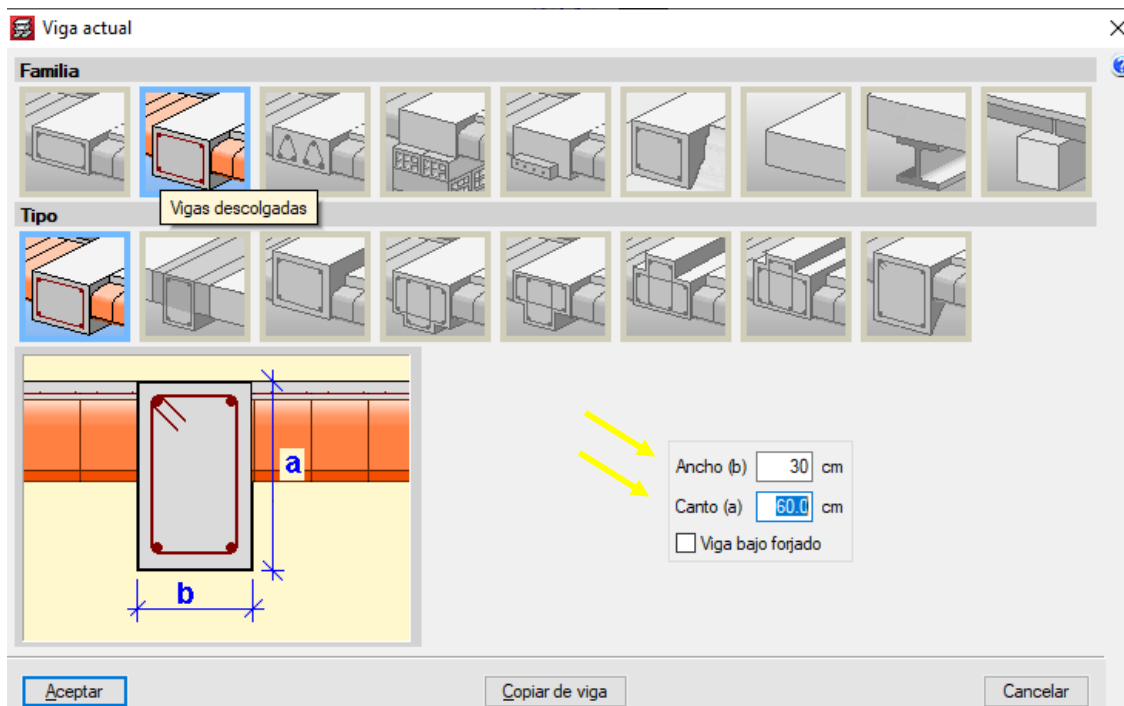 Viga actual
Familia
Vigas descolgadas
Tipo
a
b
Ancho (b) 30 cm
Canto (a) 60.0 cm
Viga bajo forjado
Aceptar
Copiar de viga
Cancelar